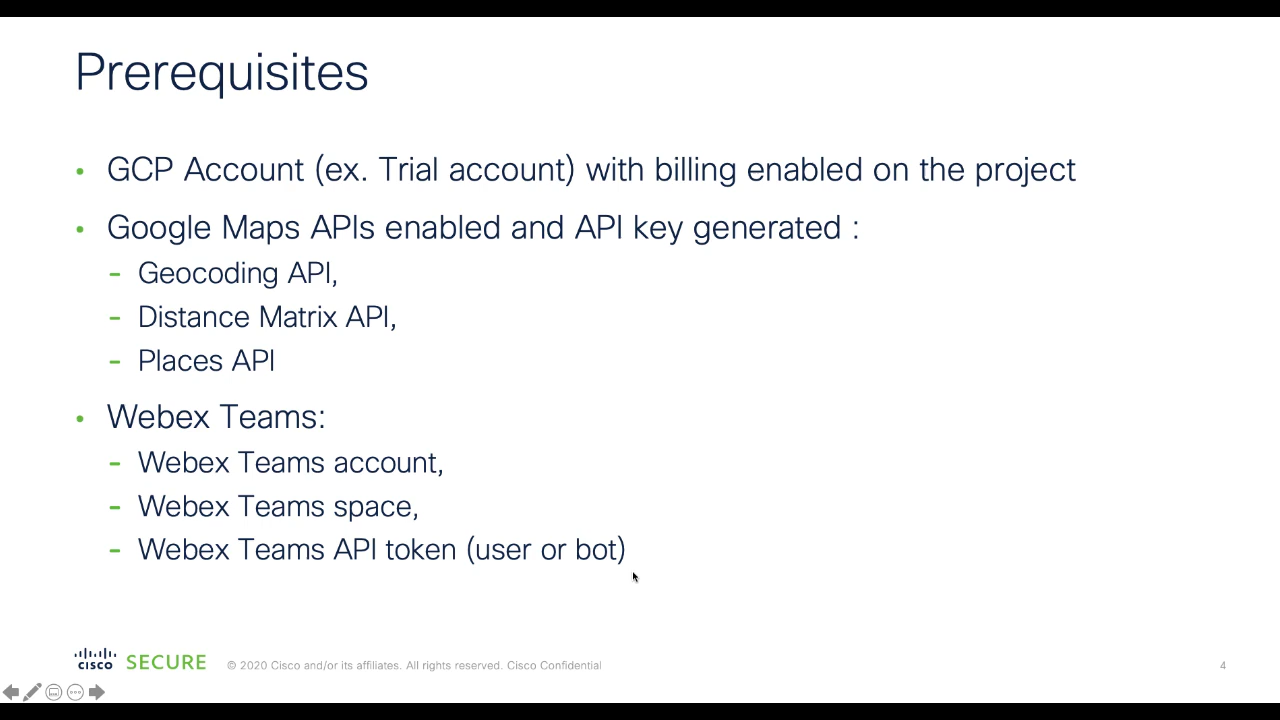 Prerequisites
• GCP Account (ex. Trial account) with billing enabled on the project
• Google Maps APIs enabled and API key generated :
- Geocoding API,
- Distance Matrix API,
- Places API
• Webex Teams:
- Webex Teams account,
- Webex Teams space,
- Webex Teams API token (user or bot)
cisco SECURE © 2020 Cisco and/or its affiliates. All rights reserved. Cisco Confidential 4